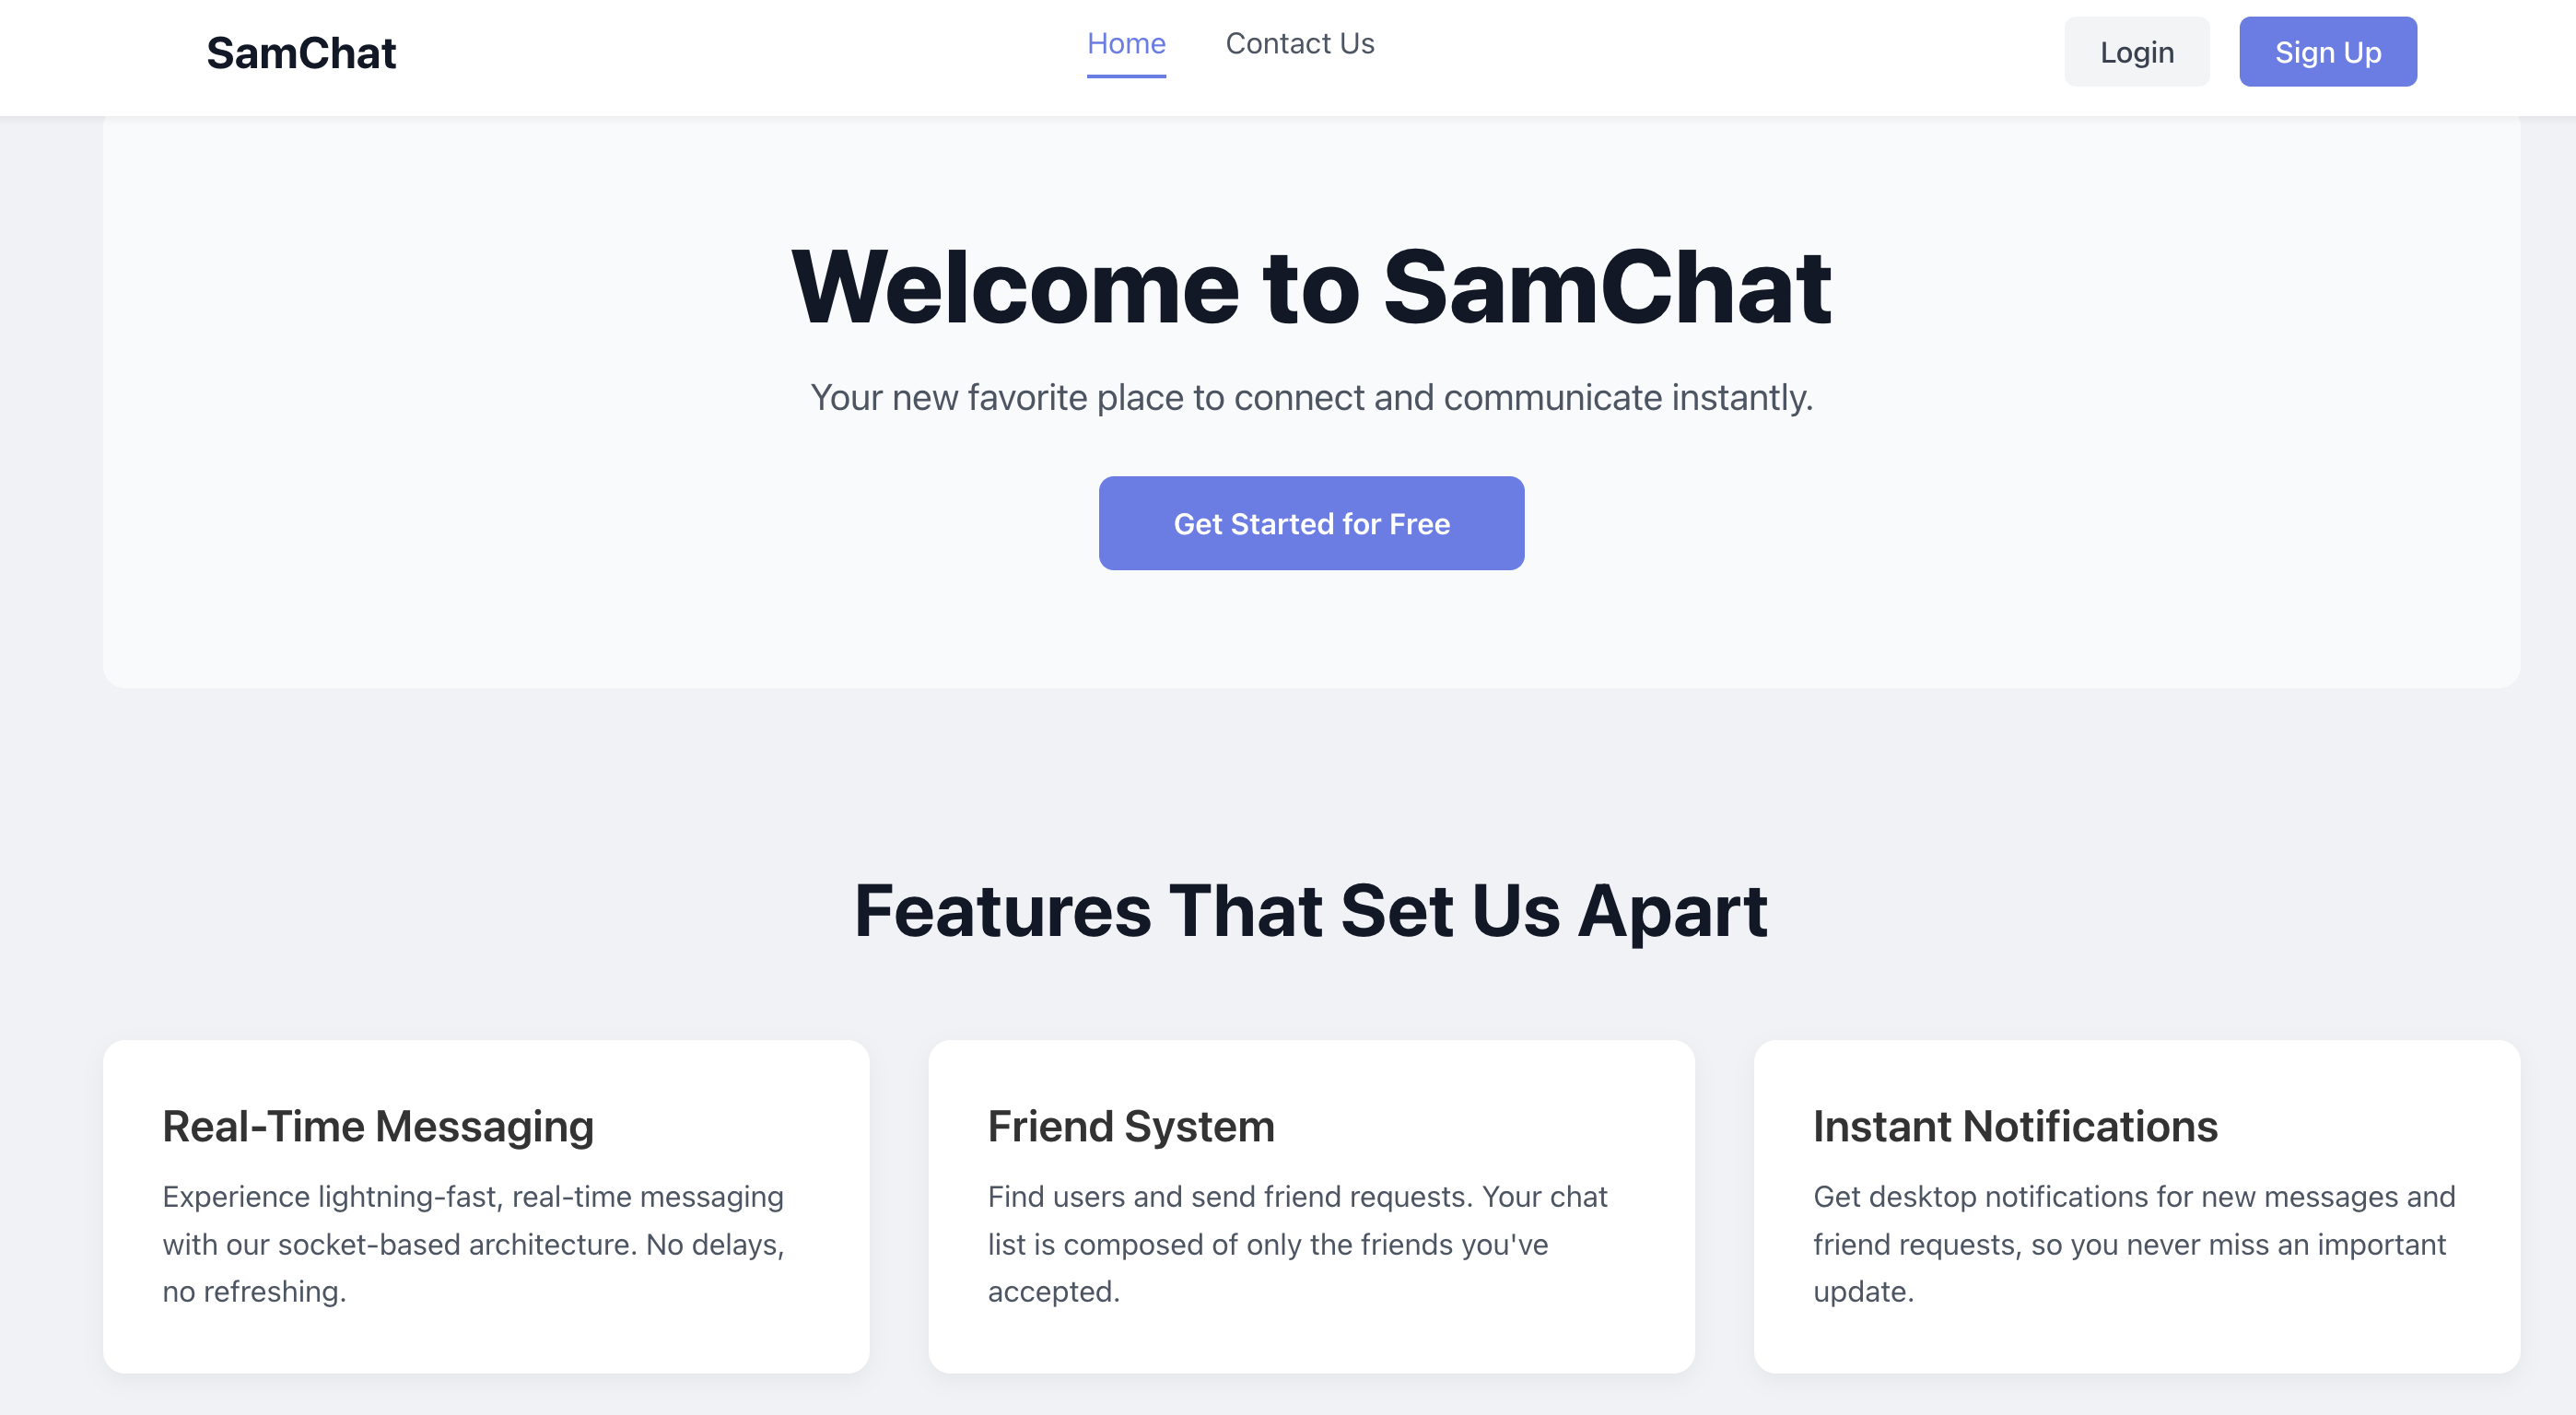 SamChat
Home
Contact Us
Login
Sign Up
Welcome to SamChat
Your new favorite place to connect and communicate instantly.
Get Started for Free
Features That Set Us Apart
Real-Time Messaging
Experience lightning-fast, real-time messaging
with our socket-based architecture. No delays,
no refreshing.
Friend System
Find users and send friend requests. Your chat
list is composed of only the friends you've
accepted.
Instant Notifications
Get desktop notifications for new messages and
friend requests, so you never miss an important
update.